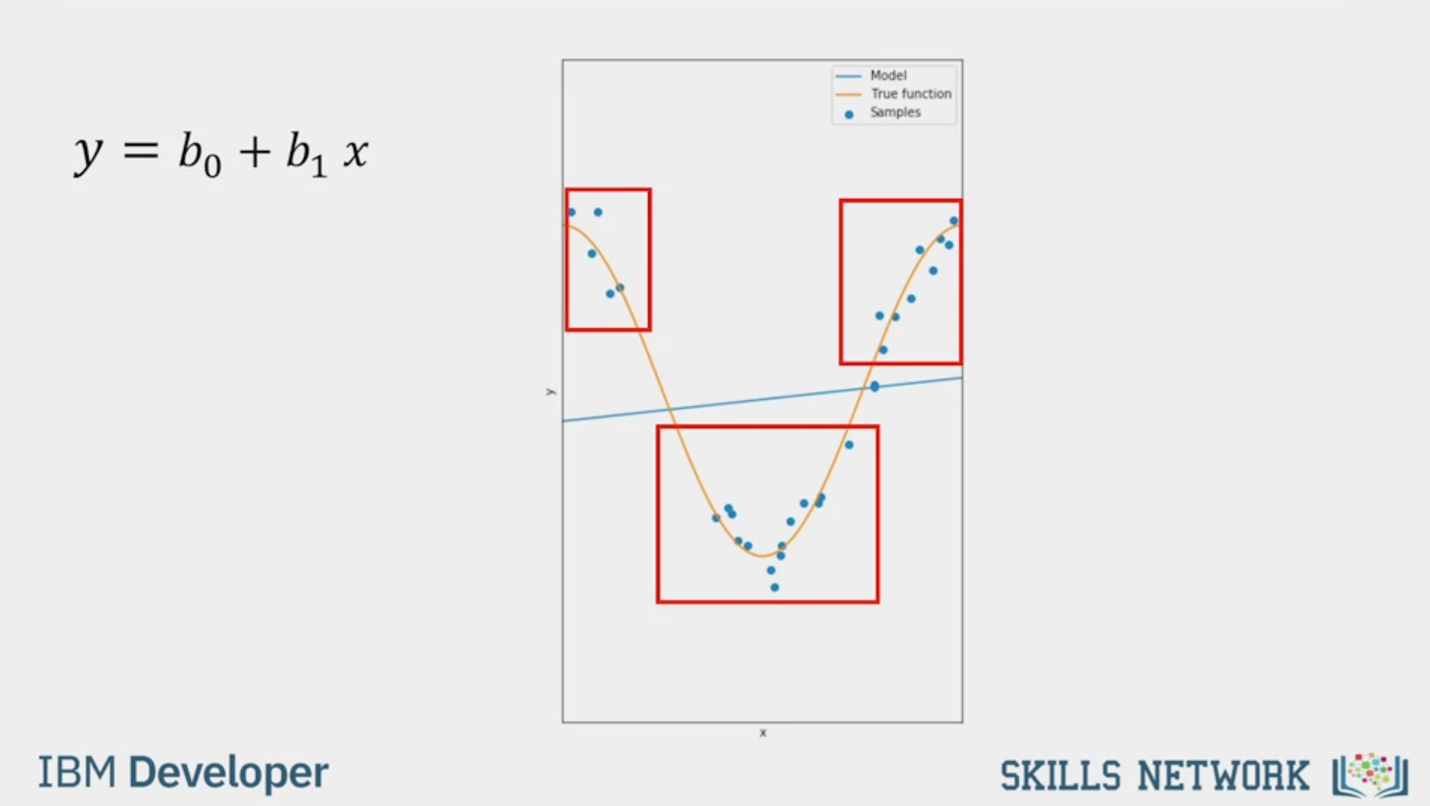 y = b₀ + b₁ x
Model
True function
Samples
y
x
IBM Developer
SKILLS NETWORK